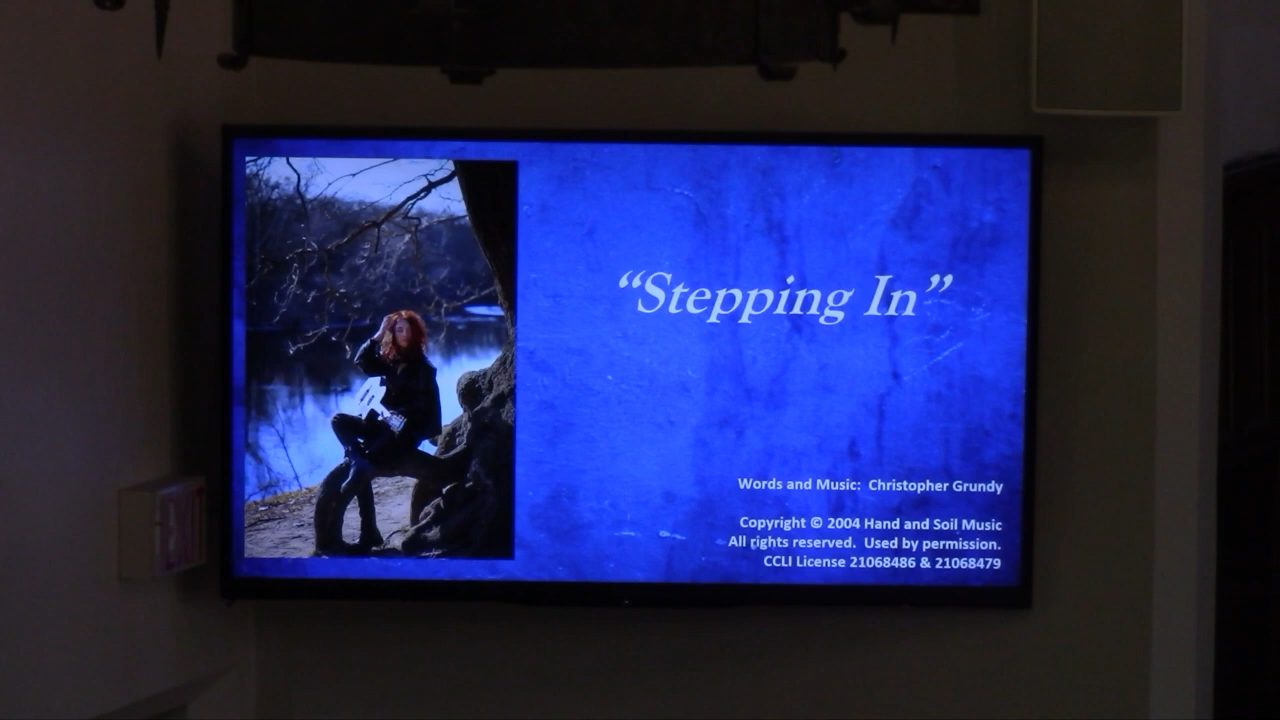 “Stepping In”
Words and Music: Christopher Grundy
Copyright © 2004 Hand and Soil Music
All rights reserved. Used by permission.
CCLI License 21068486 & 21068479